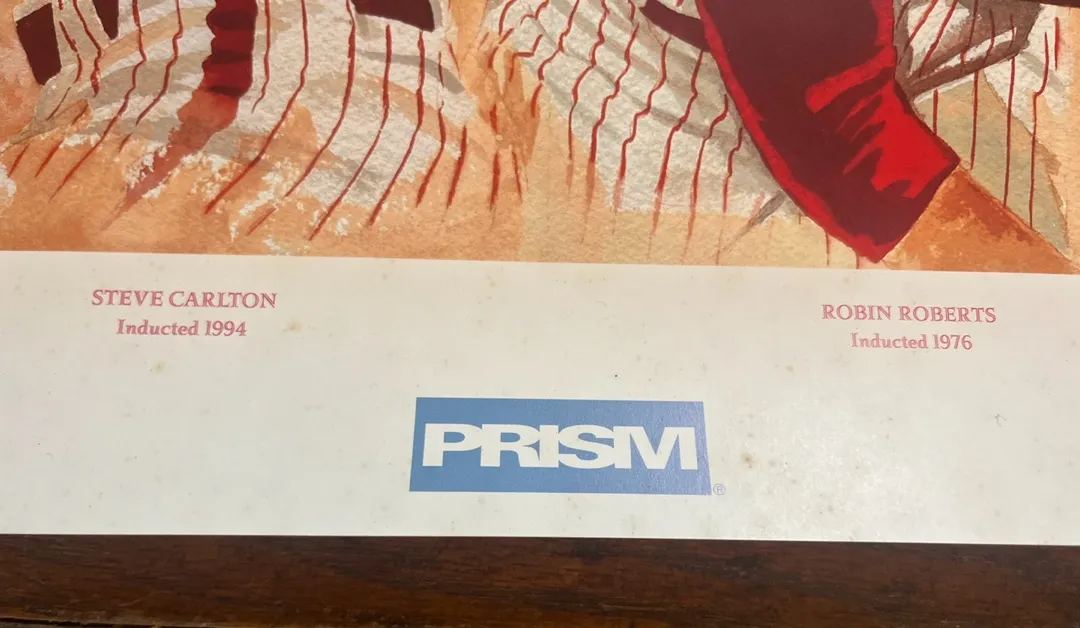 STEVE CARLTON
Inducted 1994
ROBIN ROBERTS
Inducted 1976
PRISM®